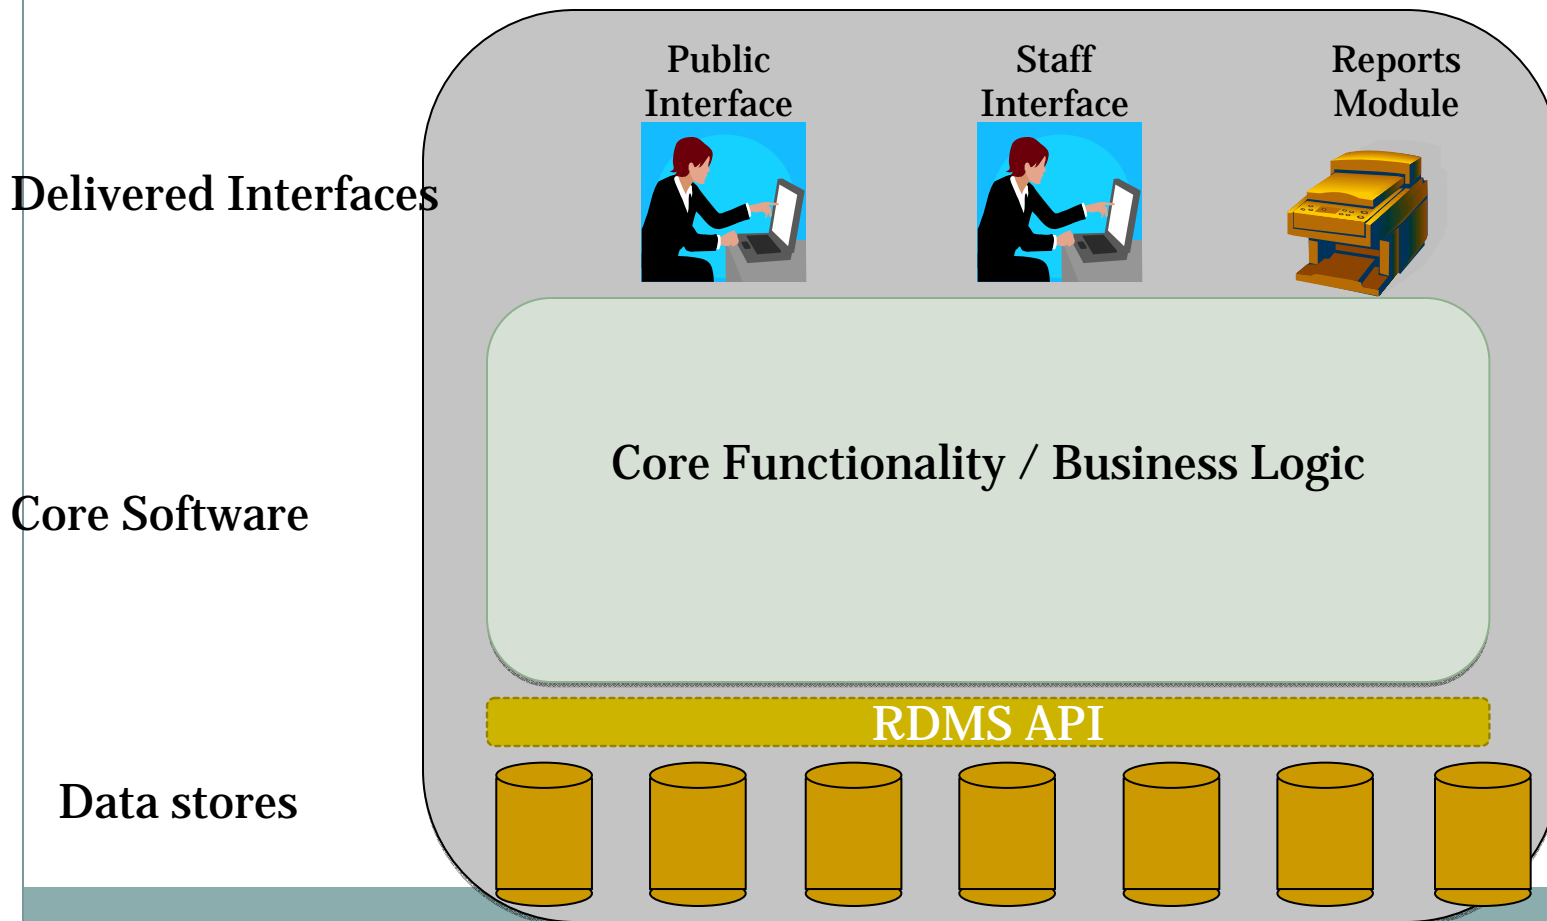 Public
Interface
Staff
Interface
Reports
Module
Delivered Interfaces
Core Functionality / Business Logic
Core Software
RDMS API
Data stores